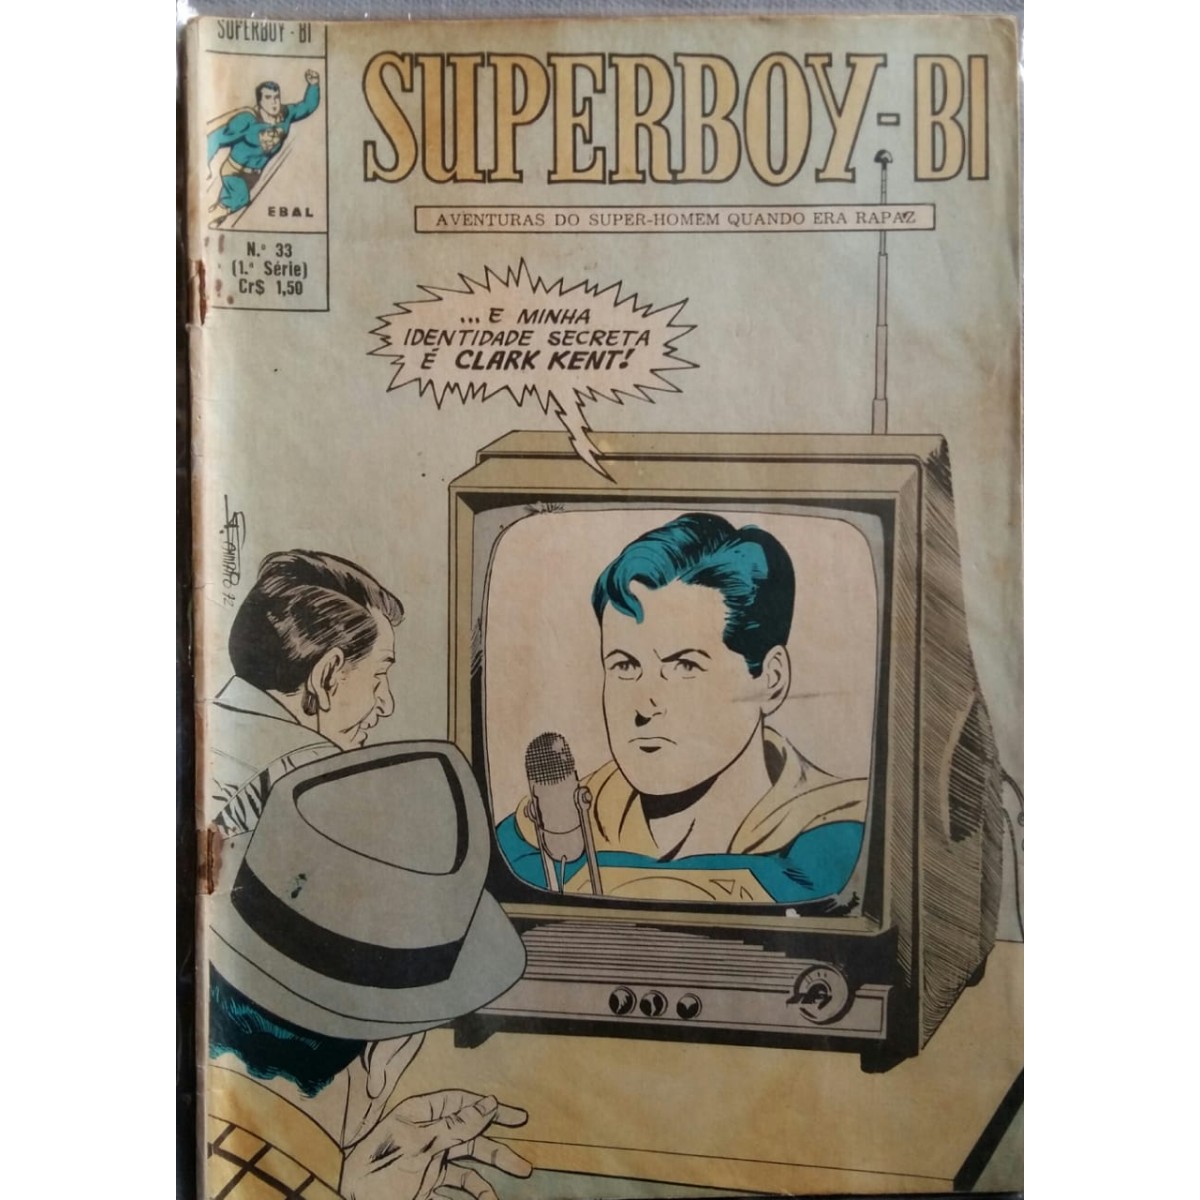 SUPERBOY - BI
SUPERBOY-BI
EBAL
AVENTURAS DO SUPER-HOMEM QUANDO ERA RAPAZ
N.º 33
(1.ª Série)
Cr$ 1,50
... E MINHA
IDENTIDADE SECRETA
É CLARK KENT!
72